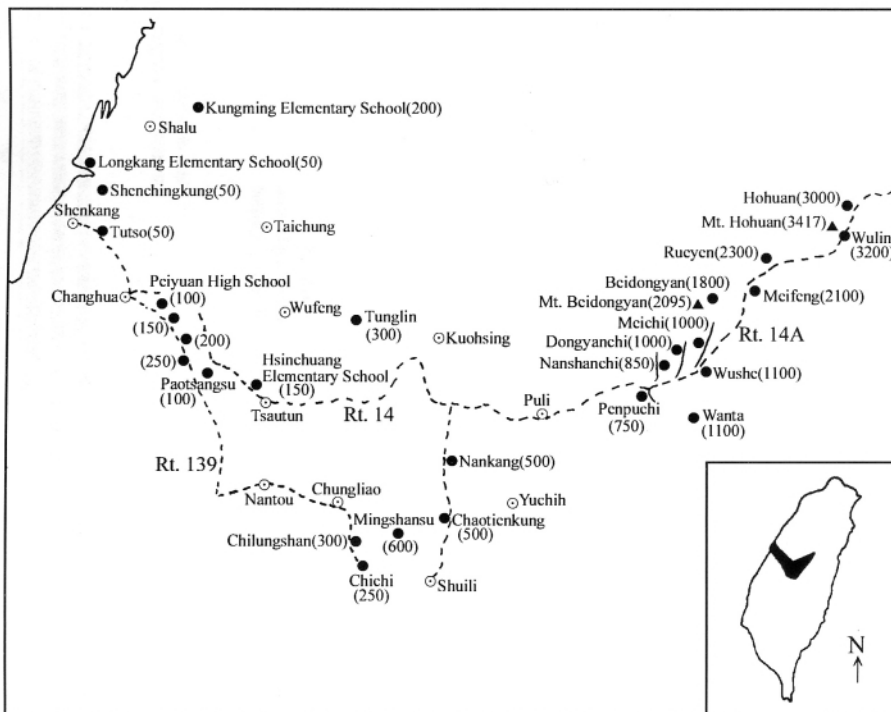 Kungming Elementary School(200)
Shalu
Longkang Elementary School(50)
Shenchingkung(50)
Shenkang
Tutso(50)
Taichung
Hohuan(3000)
Mt. Hohuan(3417)
Wulin
(3200)
Rueyen(2300)
Changhua
Peiyuan High School
(100)
(150)
(200)
(250)
Paotsangsu
(100)
Wufeng
Tunglin
(300)
Kuohsing
Beidongyan(1800)
Mt. Beidongyan(2095)
Meifeng(2100)
Meichi(1000)
Dongyanchi(1000)
Nanshanchi(850)
Rt. 14A
Hsinchuang
Elementary School
(150)
Tsautun
Rt. 14
Puli
Wushe(1100)
Penpuchi
(750)
Wanta
(1100)
Rt. 139
Nankang(500)
Nantou
Chungliao
Yuchih
Mingshansu
(600)
Chaotienkung
(500)
Chilungshan(300)
Chichi
(250)
Shuili
N